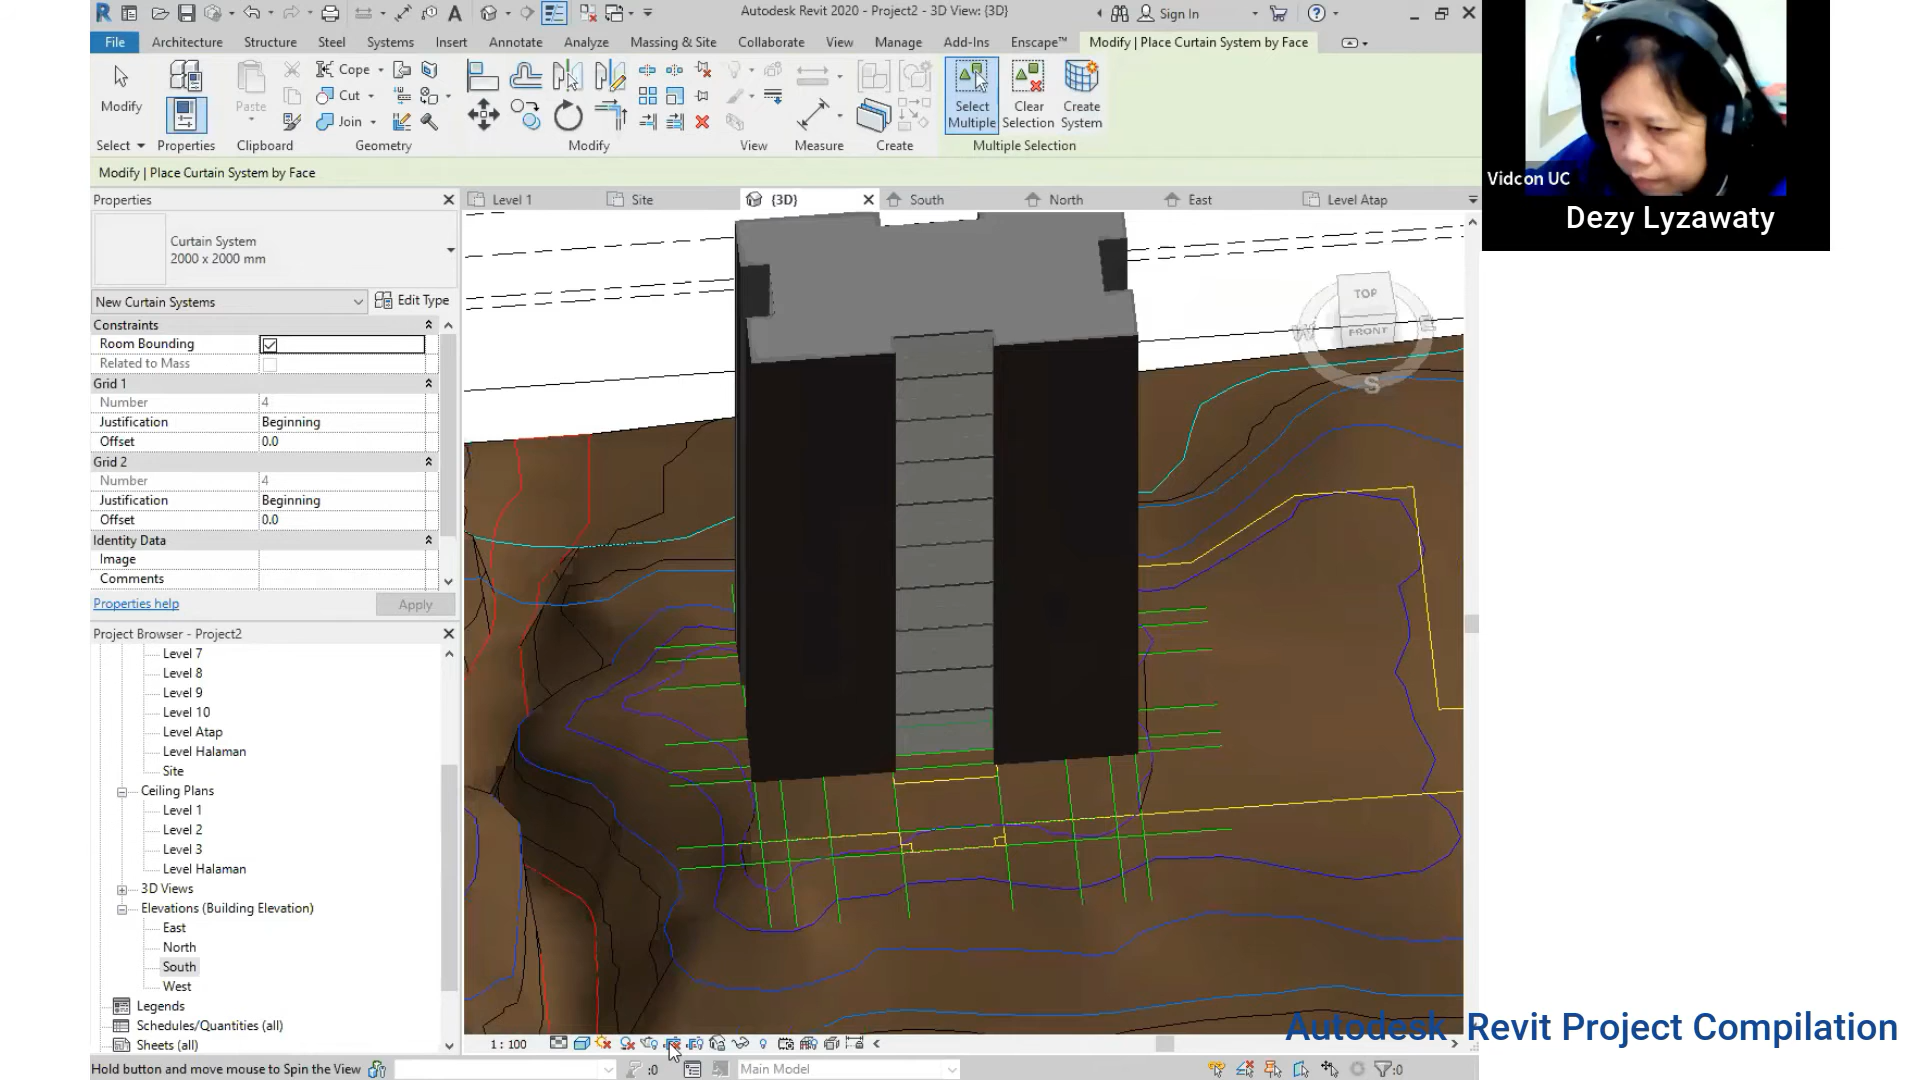 Autodesk Revit 2020 - Project2 - 3D View: {3D}
Sign In
File
Architecture
Structure
Steel
Systems
Insert
Annotate
Analyze
Massing & Site
Collaborate
View
Manage
Add-Ins
Enscape™
Modify | Place Curtain System by Face
Modify
Paste
Cope
Cut
Join
Select Multiple
Clear Selection
Create System
Select
Properties
Clipboard
Geometry
Modify
View
Measure
Create
Multiple Selection
Modify | Place Curtain System by Face
Properties
Level 1
Site
{3D}
South
North
East
Level Atap
Curtain System
2000 x 2000 mm
New Curtain Systems
Edit Type
Constraints
Room Bounding
Related to Mass
Grid 1
Number 4
Justification Beginning
Offset 0.0
Grid 2
Number 4
Justification Beginning
Offset 0.0
Identity Data
Image
Comments
Properties help
Apply
Project Browser - Project2
Level 7
Level 8
Level 9
Level 10
Level Atap
Level Halaman
Site
Ceiling Plans
Level 1
Level 2
Level 3
Level Halaman
3D Views
Elevations (Building Elevation)
East
North
South
West
Legends
Schedules/Quantities (all)
Sheets (all)
TOP
FRONT
W
S
E
1 : 100
Hold button and move mouse to Spin the View
:0
Main Model
:0
Vidcon UC
Dezy Lyzawaty
Autodesk Revit Project Compilation